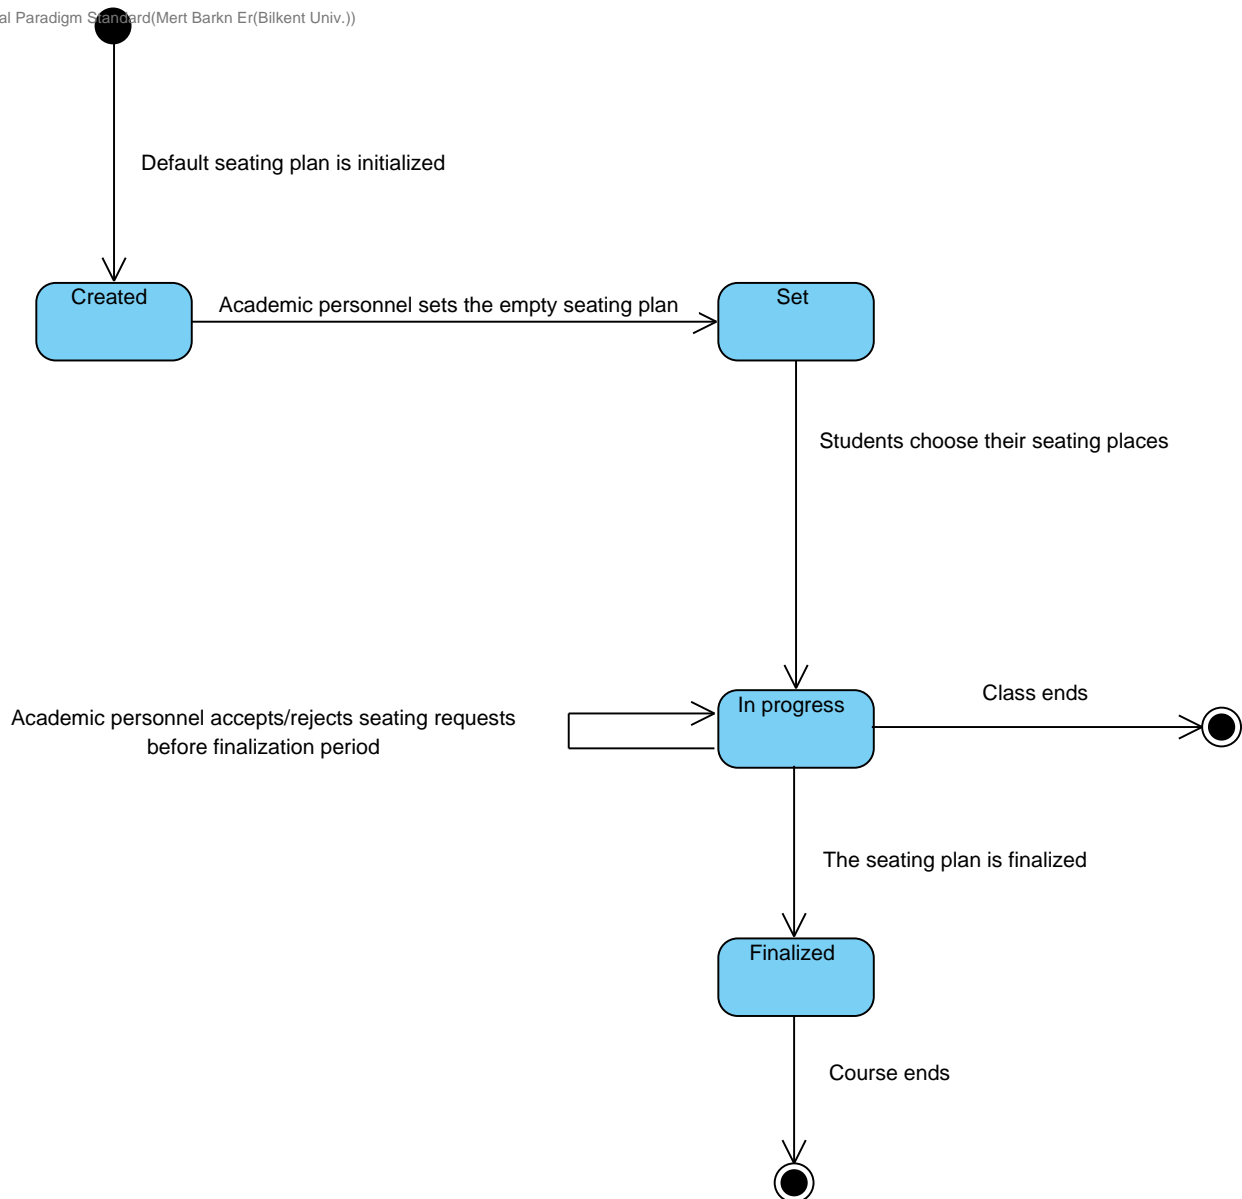 al Paradigm Standard(Mert Barkn Er(Bilkent Univ.))
Default seating plan is initialized
Created
Academic personnel sets the empty seating plan
Set
Students choose their seating places
In progress
Class ends
Academic personnel accepts/rejects seating requests
before finalization period
The seating plan is finalized
Finalized
Course ends